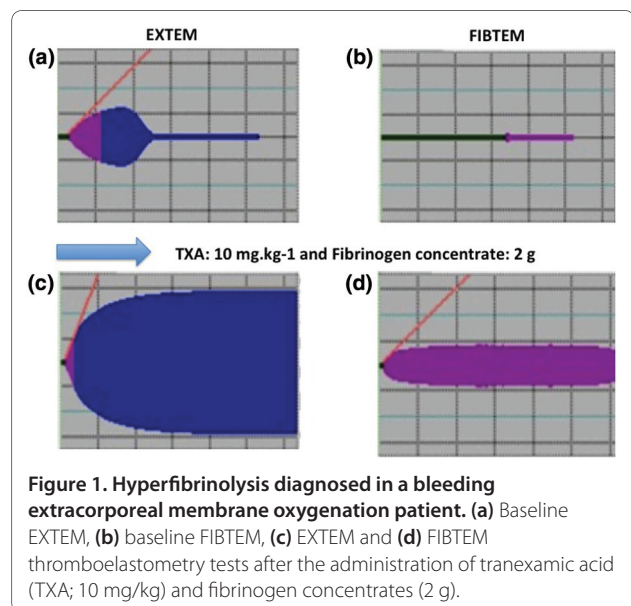 EXTEM FIBTEM
(a) (b)
TXA: 10 mg.kg-1 and Fibrinogen concentrate: 2 g
(c) (d)
Figure 1. Hyperfibrinolysis diagnosed in a bleeding
extracorporeal membrane oxygenation patient. (a) Baseline
EXTEM, (b) baseline FIBTEM, (c) EXTEM and (d) FIBTEM
thromboelastometry tests after the administration of tranexamic acid
(TXA; 10 mg/kg) and fibrinogen concentrates (2 g).